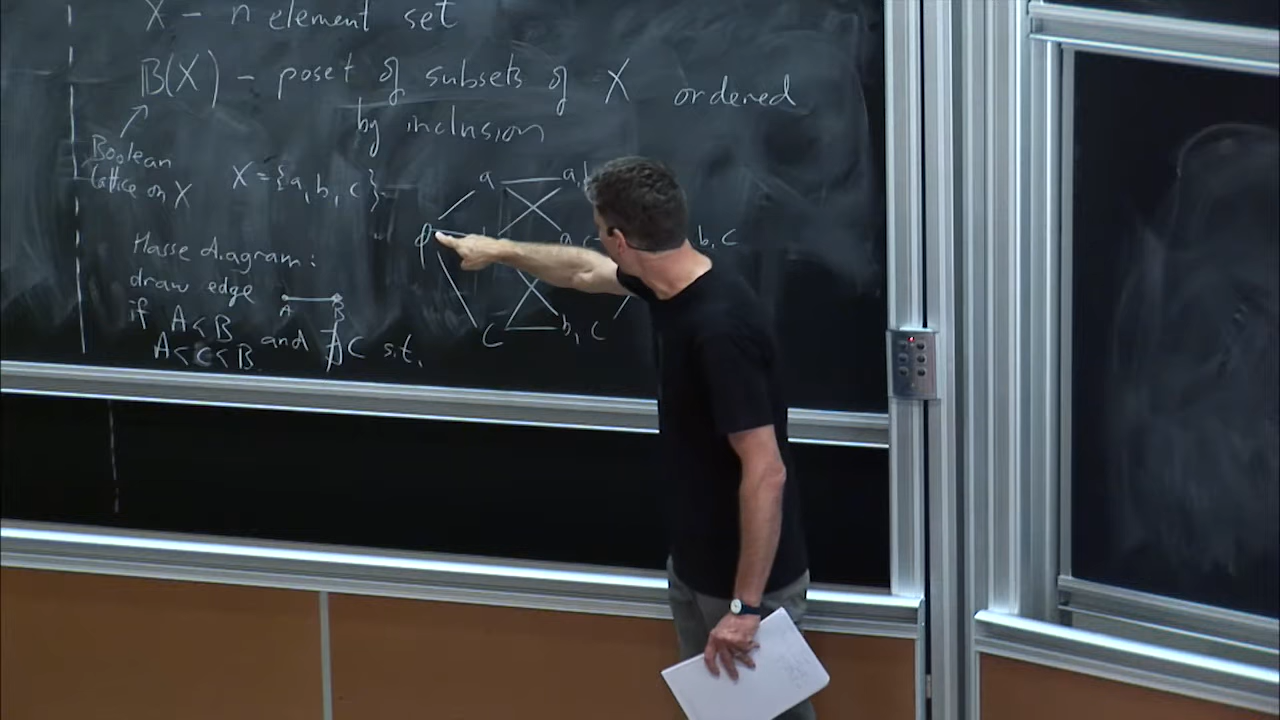 X - n element set
𝔹(X) - poset of subsets of X ordered
by inclusion
Boolean
lattice on X
X = {a, b, c}
a
a, b
∅
b, c
c
b, c
Hasse diagram:
draw edge
A B
if A < B
and ∄ C s.t.
A < C < B